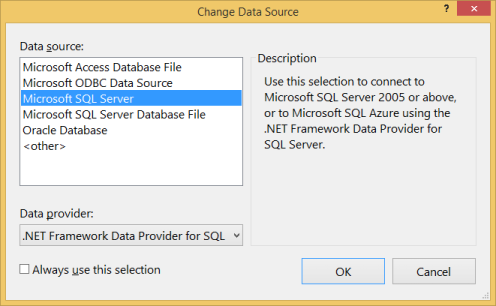 Change Data Source
?
Data source:
Microsoft Access Database File
Microsoft ODBC Data Source
Microsoft SQL Server
Microsoft SQL Server Database File
Oracle Database
<other>
Description
Use this selection to connect to
Microsoft SQL Server 2005 or above,
or to Microsoft SQL Azure using the
.NET Framework Data Provider for
SQL Server.
Data provider:
.NET Framework Data Provider for SQL
Always use this selection
OK
Cancel